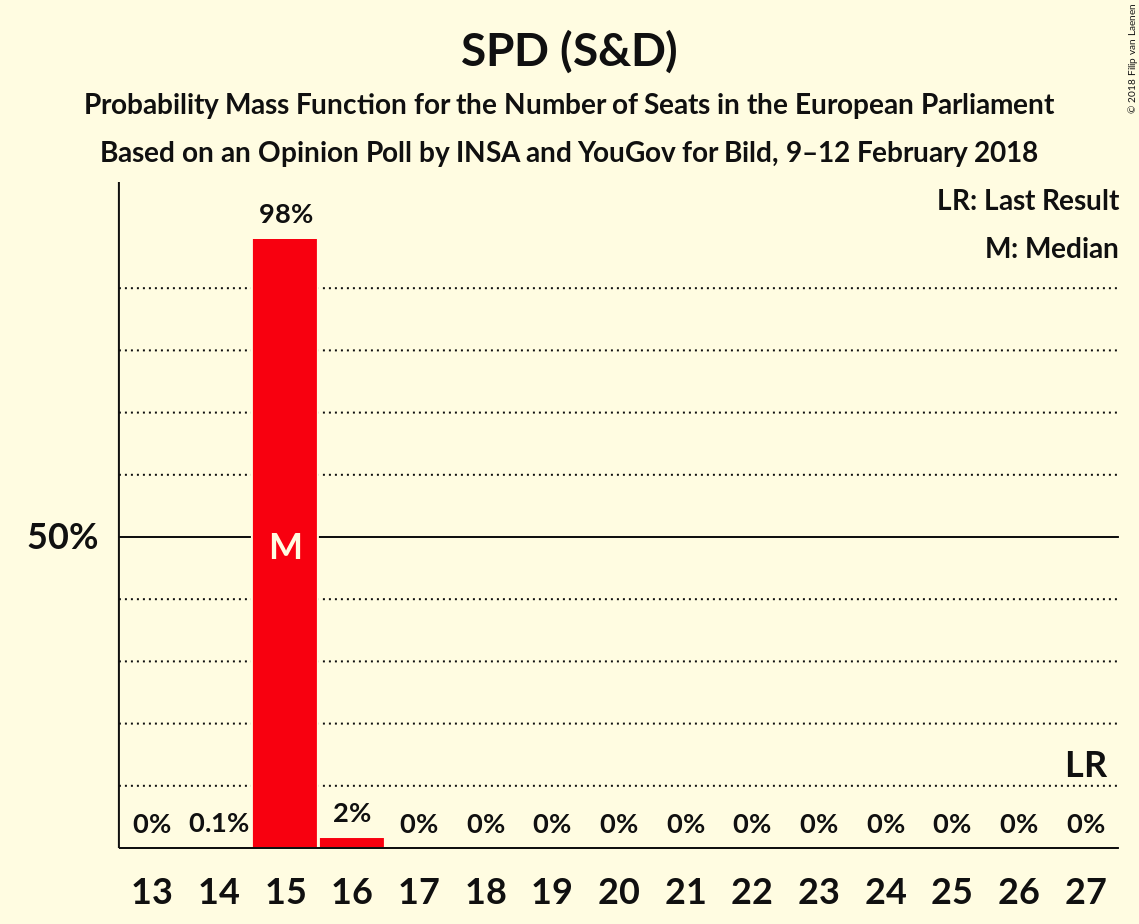 SPD (S&D)
Probability Mass Function for the Number of Seats in the European Parliament
Based on an Opinion Poll by INSA and YouGov for Bild, 9–12 February 2018
© 2018 Filip van Laenen
LR: Last Result
M: Median
98%
50%
M
LR
0% 0.1% 2% 0% 0% 0% 0% 0% 0% 0% 0% 0% 0% 0%
13 14 15 16 17 18 19 20 21 22 23 24 25 26 27